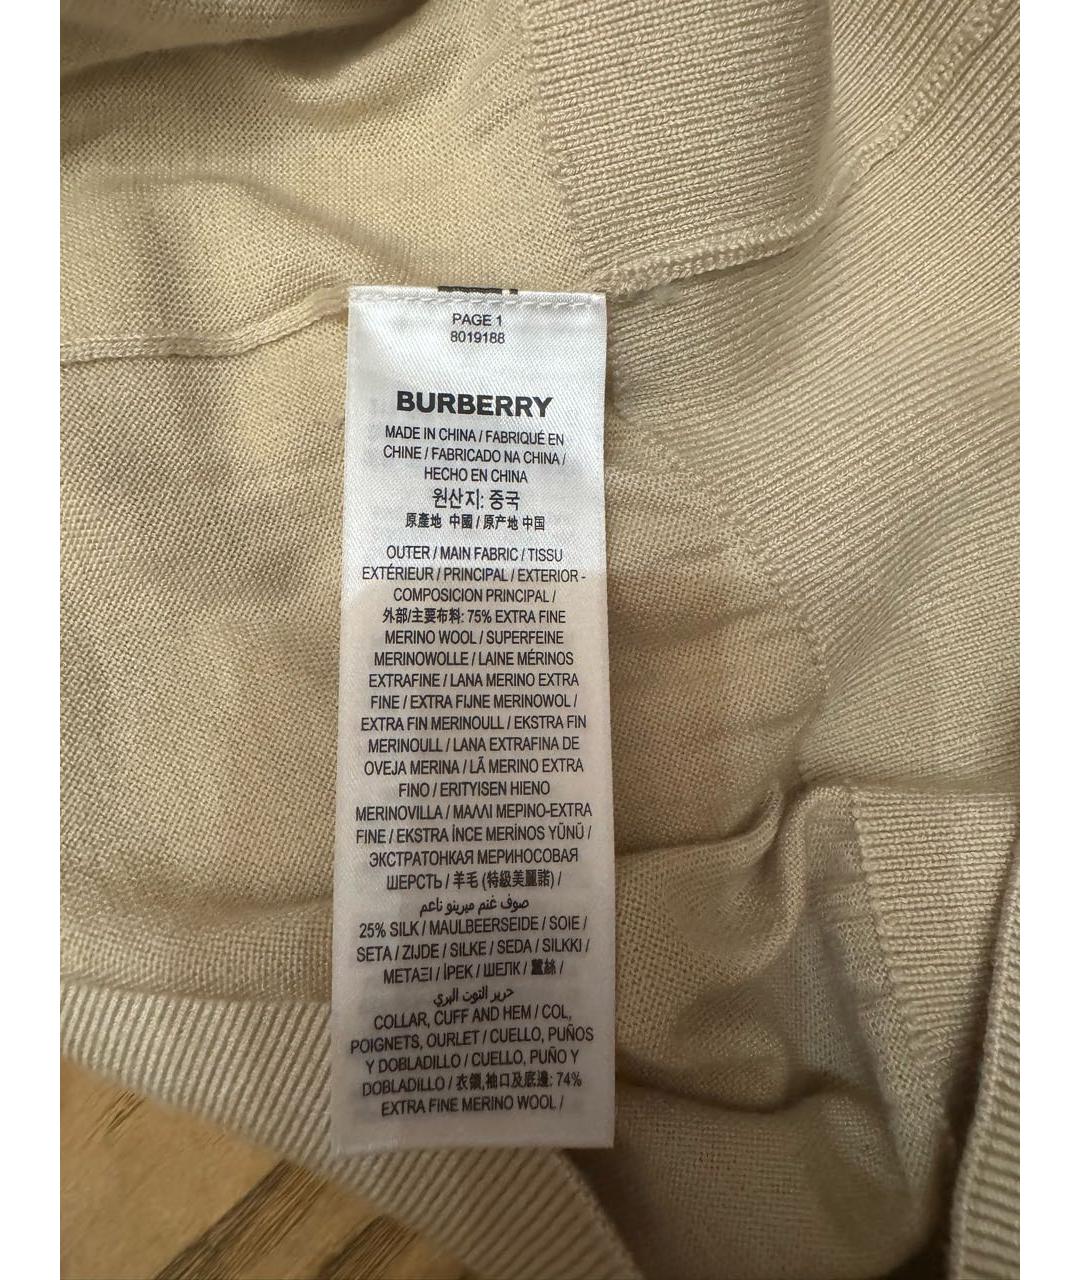 PAGE 1
8019188
BURBERRY
MADE IN CHINA / FABRIQUÉ EN
CHINE / FABRICADO NA CHINA /
HECHO EN CHINA
원산지: 중국
原產地 中國 / 原产地 中国
OUTER / MAIN FABRIC / TISSU
EXTÉRIEUR / PRINCIPAL / EXTERIOR -
COMPOSICION PRINCIPAL /
外部/主要布料: 75% EXTRA FINE
MERINO WOOL / SUPERFEINE
MERINOWOLLE / LAINE MÉRINOS
EXTRAFINE / LANA MERINO EXTRA
FINE / EXTRA FIJNE MERINOWOL /
EXTRA FIN MERINOULL / EKSTRA FIN
MERINOULL / LANA EXTRAFINA DE
OVEJA MERINA / LÃ MERINO EXTRA
FINO / ERITYISEN HIENO
MERINOVILLA / ΜΑΛΛΙ ΜΕΡΙΝΟ-EXTRA
FINE / EKSTRA İNCE MERİNOS YÜNÜ /
ЭКСТРАТОНКАЯ МЕРИНОСОВАЯ
ШЕРСТЬ / 羊毛 (特級美麗諾) /
صوف غنم ميرينو ناعم
25% SILK / MAULBEERSEIDE / SOIE /
SETA / ZIJDE / SILKE / SEDA / SILKKI /
ΜΕΤΑΞΙ / İPEK / ШЕЛК / 蠶絲 /
حرير التوت البري
COLLAR, CUFF AND HEM / COL,
POIGNETS, OURLET / CUELLO, PUÑOS
Y DOBLADILLO / CUELLO, PUÑO Y
DOBLADILLO / 衣領,袖口及底邊: 74%
EXTRA FINE MERINO WOOL /